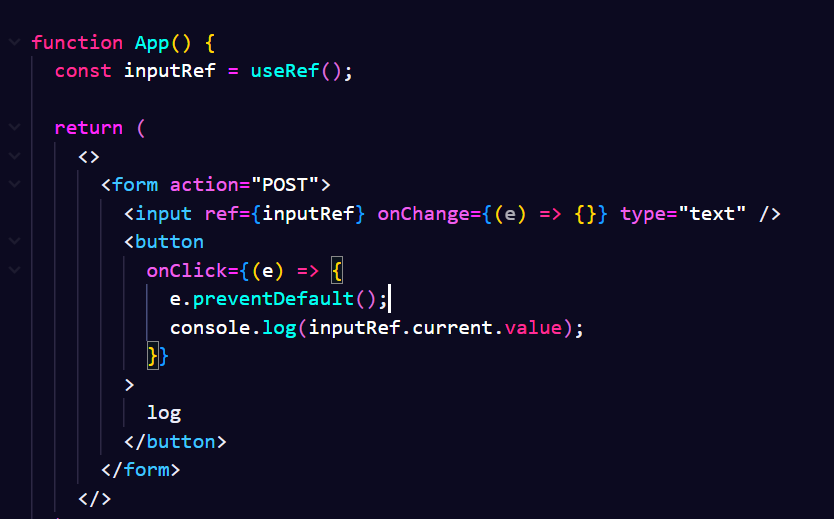 function App() {
  const inputRef = useRef();

  return (
    <>
      <form action="POST">
        <input ref={inputRef} onChange={(e) => {}} type="text" />
        <button
          onClick={(e) => {
            e.preventDefault();
            console.log(inputRef.current.value);
          }}
        >
          log
        </button>
      </form>
    </>